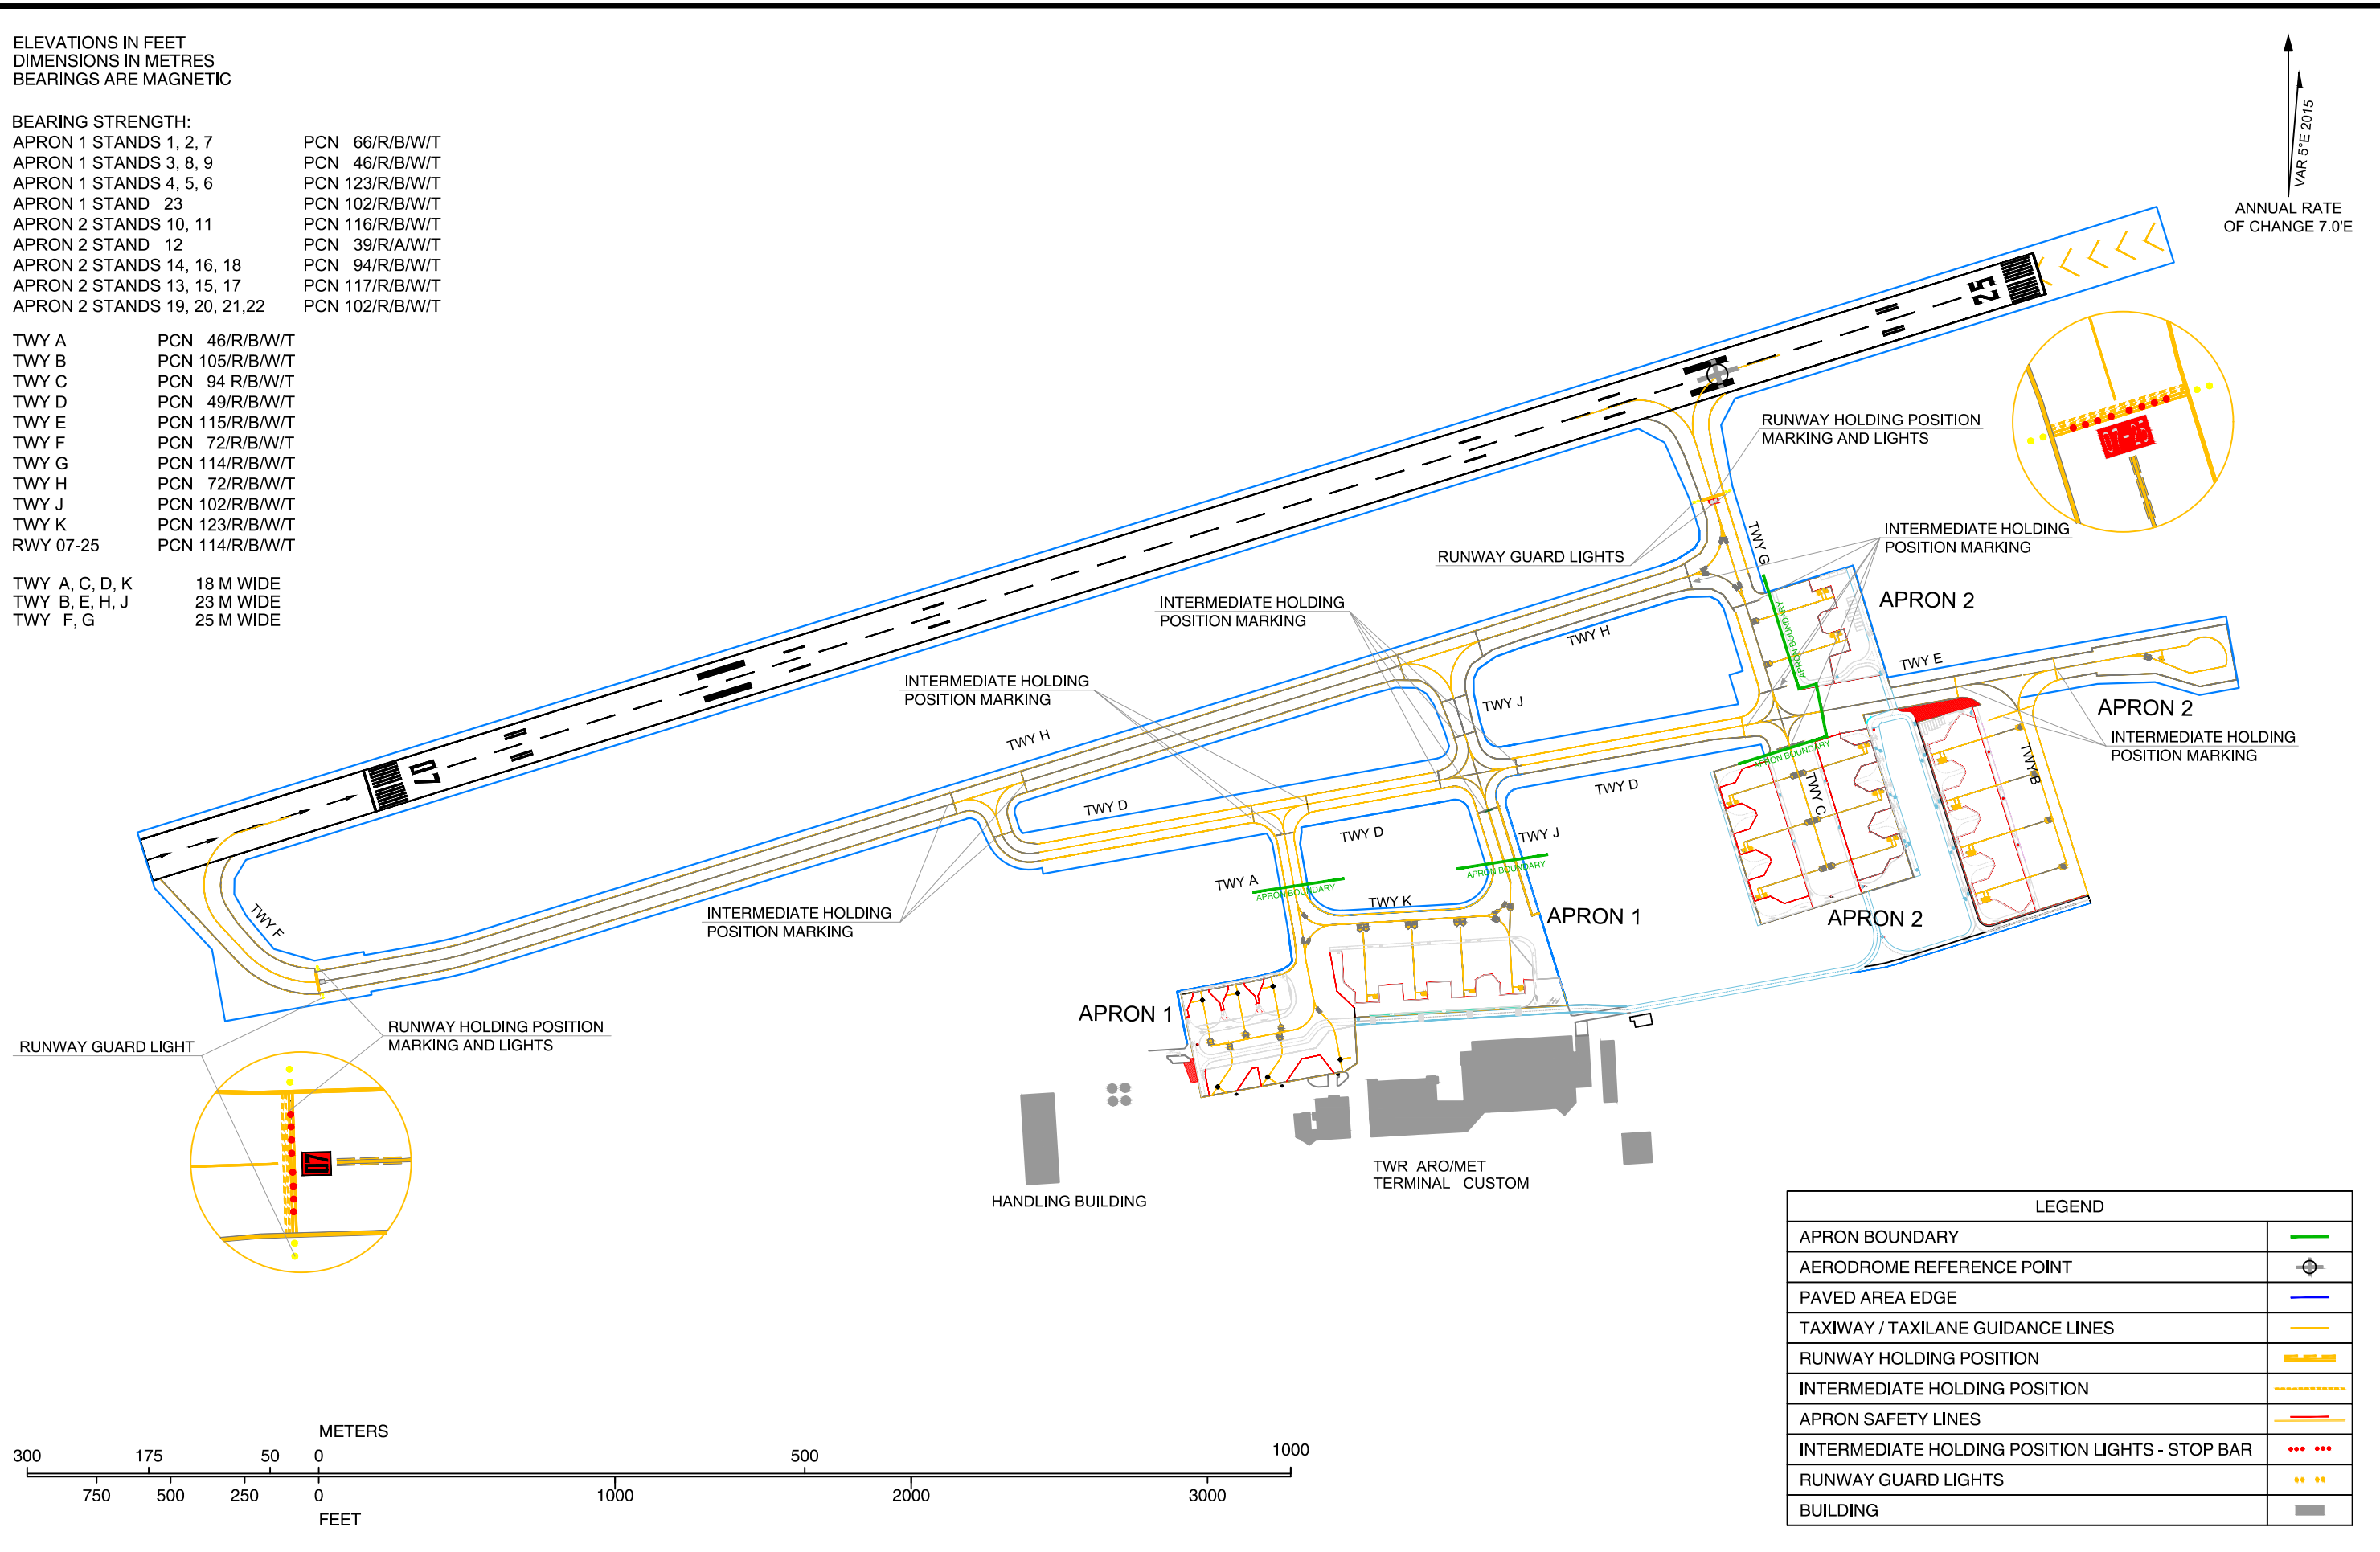 ELEVATIONS IN FEET
DIMENSIONS IN METRES
BEARINGS ARE MAGNETIC
BEARING STRENGTH:
APRON 1 STANDS 1, 2, 7 PCN 66/R/B/W/T
APRON 1 STANDS 3, 8, 9 PCN 46/R/B/W/T
APRON 1 STANDS 4, 5, 6 PCN 123/R/B/W/T
APRON 1 STAND 23 PCN 102/R/B/W/T
APRON 2 STANDS 10, 11 PCN 116/R/B/W/T
APRON 2 STAND 12 PCN 39/R/A/W/T
APRON 2 STANDS 14, 16, 18 PCN 94/R/B/W/T
APRON 2 STANDS 13, 15, 17 PCN 117/R/B/W/T
APRON 2 STANDS 19, 20, 21,22 PCN 102/R/B/W/T
TWY A PCN 46/R/B/W/T
TWY B PCN 105/R/B/W/T
TWY C PCN 94 R/B/W/T
TWY D PCN 49/R/B/W/T
TWY E PCN 115/R/B/W/T
TWY F PCN 72/R/B/W/T
TWY G PCN 114/R/B/W/T
TWY H PCN 72/R/B/W/T
TWY J PCN 102/R/B/W/T
TWY K PCN 123/R/B/W/T
RWY 07-25 PCN 114/R/B/W/T
TWY A, C, D, K 18 M WIDE
TWY B, E, H, J 23 M WIDE
TWY F, G 25 M WIDE
VAR 5°E 2015
ANNUAL RATE
OF CHANGE 7.0'E
25
RUNWAY HOLDING POSITION
MARKING AND LIGHTS
07-25
TWY G
INTERMEDIATE HOLDING
POSITION MARKING
RUNWAY GUARD LIGHTS
APRON 2
INTERMEDIATE HOLDING
POSITION MARKING
APRON BOUNDARY
TWY H
TWY E
INTERMEDIATE HOLDING
POSITION MARKING
TWY J
APRON 2
INTERMEDIATE HOLDING
POSITION MARKING
TWY H
APRON BOUNDARY
07
TWY B
TWY D
TWY C
TWY D
TWY D
TWY J
APRON BOUNDARY
TWY A
APRON BOUNDARY
TWY K
APRON 1
APRON 2
INTERMEDIATE HOLDING
POSITION MARKING
TWY F
APRON 1
RUNWAY HOLDING POSITION
MARKING AND LIGHTS
RUNWAY GUARD LIGHT
07
TWR ARO/MET
TERMINAL CUSTOM
HANDLING BUILDING
LEGEND
APRON BOUNDARY
AERODROME REFERENCE POINT
PAVED AREA EDGE
TAXIWAY / TAXILANE GUIDANCE LINES
RUNWAY HOLDING POSITION
INTERMEDIATE HOLDING POSITION
APRON SAFETY LINES
INTERMEDIATE HOLDING POSITION LIGHTS - STOP BAR
RUNWAY GUARD LIGHTS
BUILDING
METERS
300 175 50 0 500 1000
750 500 250 0 1000 2000 3000
FEET